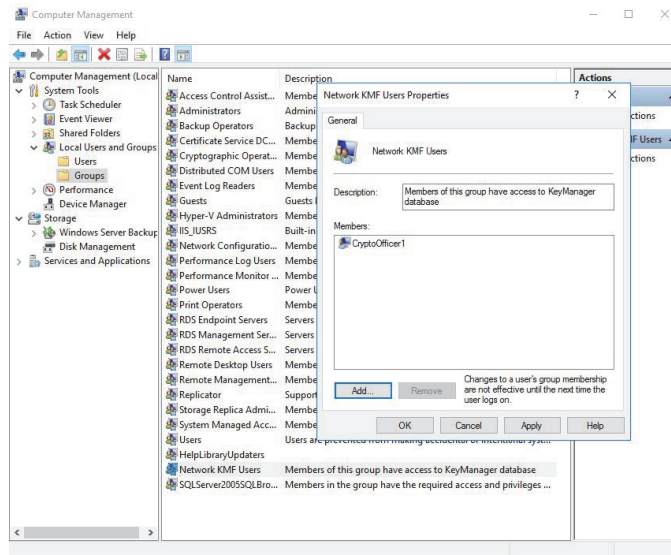 Computer Management
File Action View Help
Computer Management (Local
System Tools
Task Scheduler
Event Viewer
Shared Folders
Local Users and Groups
Users
Groups
Performance
Device Manager
Storage
Windows Server Backup
Disk Management
Services and Applications
Name Description
Access Control Assist... Membe
Administrators Admini
Backup Operators Backup
Certificate Service DC... Membe
Cryptographic Operat... Membe
Distributed COM Users Membe
Event Log Readers Membe
Guests Guests
Hyper-V Administrators Membe
IIS_IUSRS Built-in
Network Configuratio... Membe
Performance Log Users Membe
Performance Monitor ... Membe
Power Users Power
Print Operators Membe
RDS Endpoint Servers Servers
RDS Management Ser... Servers
RDS Remote Access S... Servers
Remote Desktop Users Membe
Remote Management... Membe
Replicator Support
Storage Replica Admi... Membe
System Managed Acc... Membe
Users Users are prevented from making accidental or intentional syst...
HelpLibraryUpdaters
Network KMF Users Members of this group have access to KeyManager database
SQLServer2005SQLBro... Members in the group have the required access and privileges ...
Network KMF Users Properties ? X
General
Network KMF Users
Description: Members of this group have access to KeyManager
database
Members:
CryptoOfficer1
Add... Remove
Changes to a user's group membership
are not effective until the next time the
user logs on.
OK Cancel Apply Help
Actions
ctions
IF Users
ctions